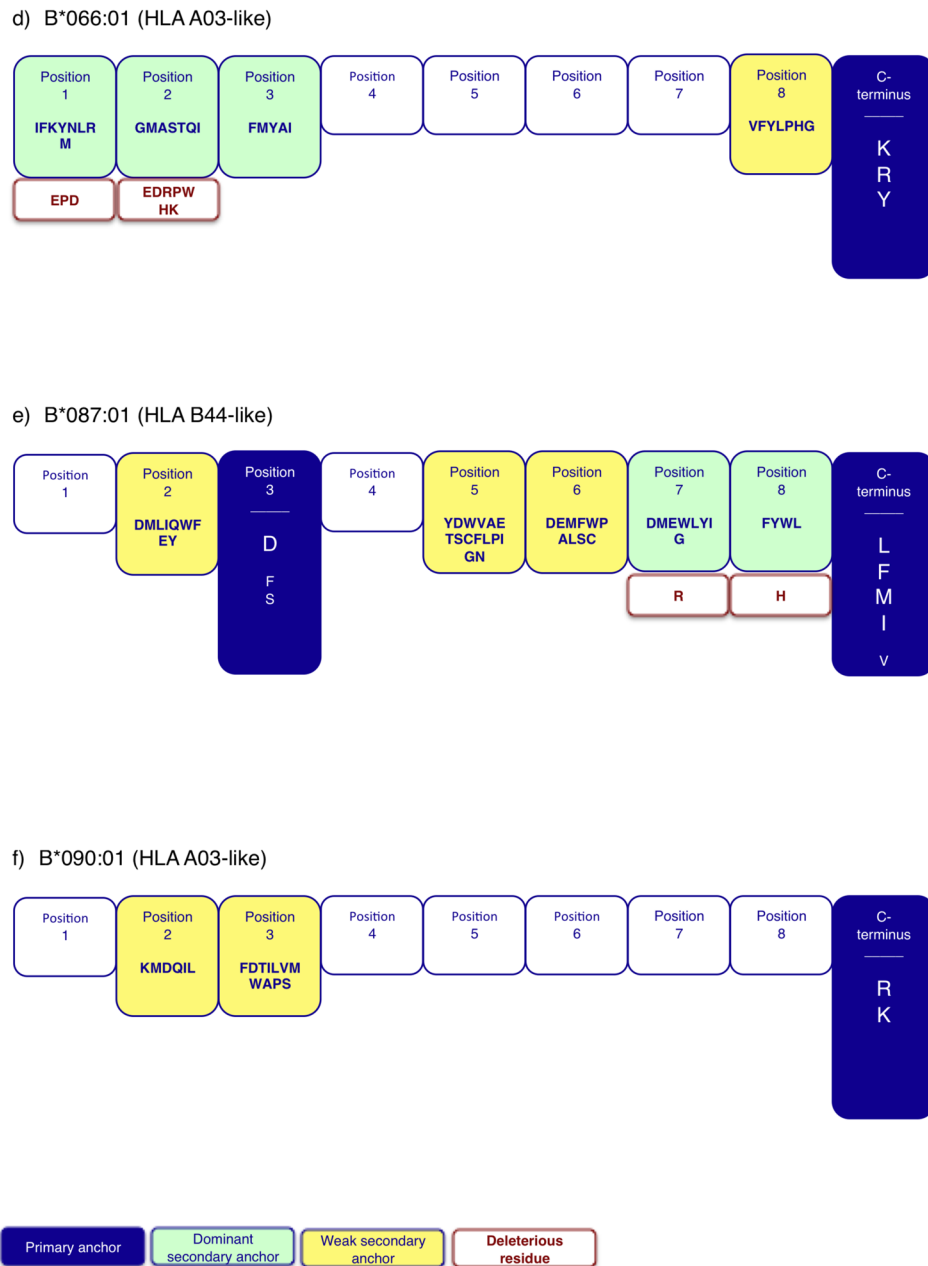 d) B*066:01 (HLA A03-like)
Position
1
IFKYNLR
M
Position
2
GMASTQI
Position
3
FMYAI
Position
4
Position
5
Position
6
Position
7
Position
8
VFYLPHG
C-
terminus
K
R
Y
EPD
EDRPW
HK
e) B*087:01 (HLA B44-like)
Position
1
Position
2
DMLIQWF
EY
Position
3
D
F
S
Position
4
Position
5
YDWVAE
TSCFLPI
GN
Position
6
DEMFWP
ALSC
Position
7
DMEWLYI
G
Position
8
FYWL
C-
terminus
L
F
M
I
V
R
H
f) B*090:01 (HLA A03-like)
Position
1
Position
2
KMDQIL
Position
3
FDTILVM
WAPS
Position
4
Position
5
Position
6
Position
7
Position
8
C-
terminus
R
K
Primary anchor
Dominant
secondary anchor
Weak secondary
anchor
Deleterious
residue